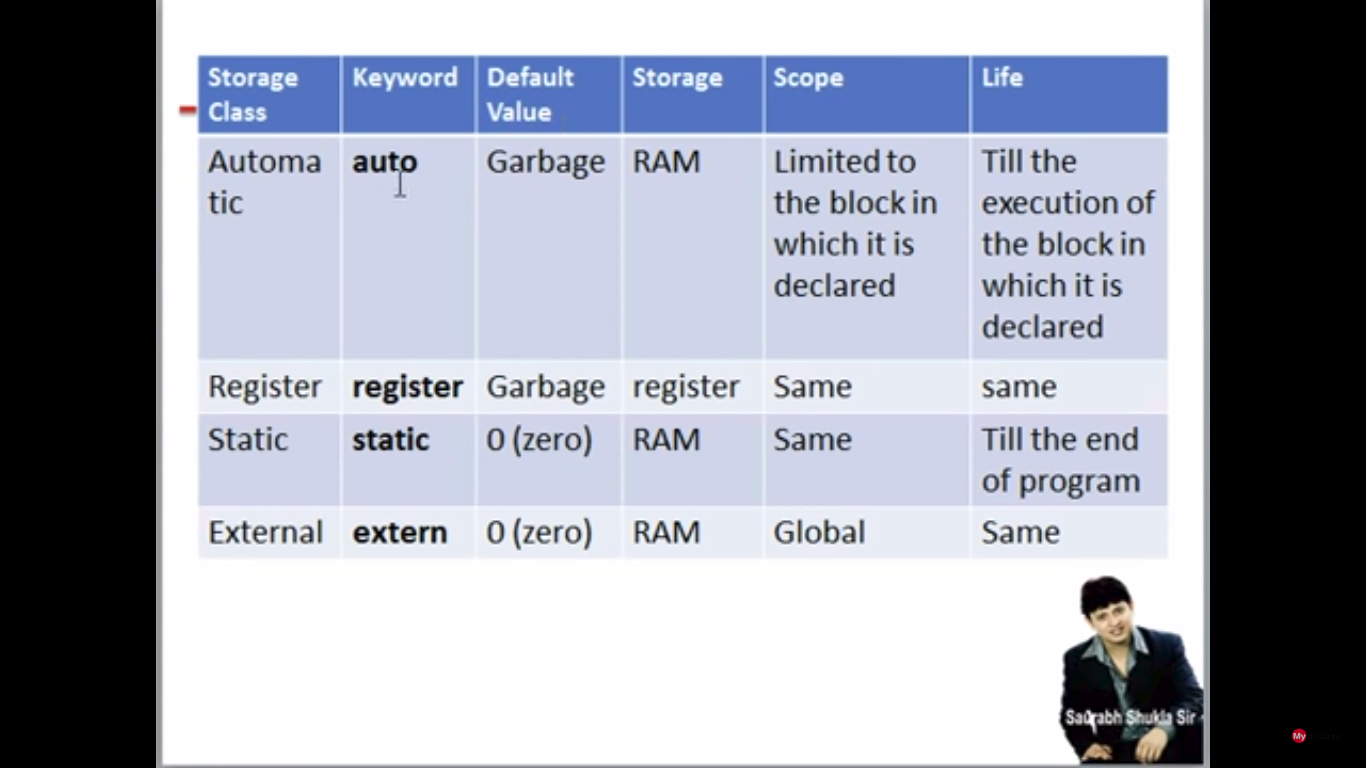 Storage Class
Keyword
Default Value
Storage
Scope
Life
Automa
tic
auto
Garbage
RAM
Limited to
the block in
which it is
declared
Till the
execution of
the block in
which it is
declared
Register
register
Garbage
register
Same
same
Static
static
0 (zero)
RAM
Same
Till the end
of program
External
extern
0 (zero)
RAM
Global
Same
Saurabh Shukla Sir
My